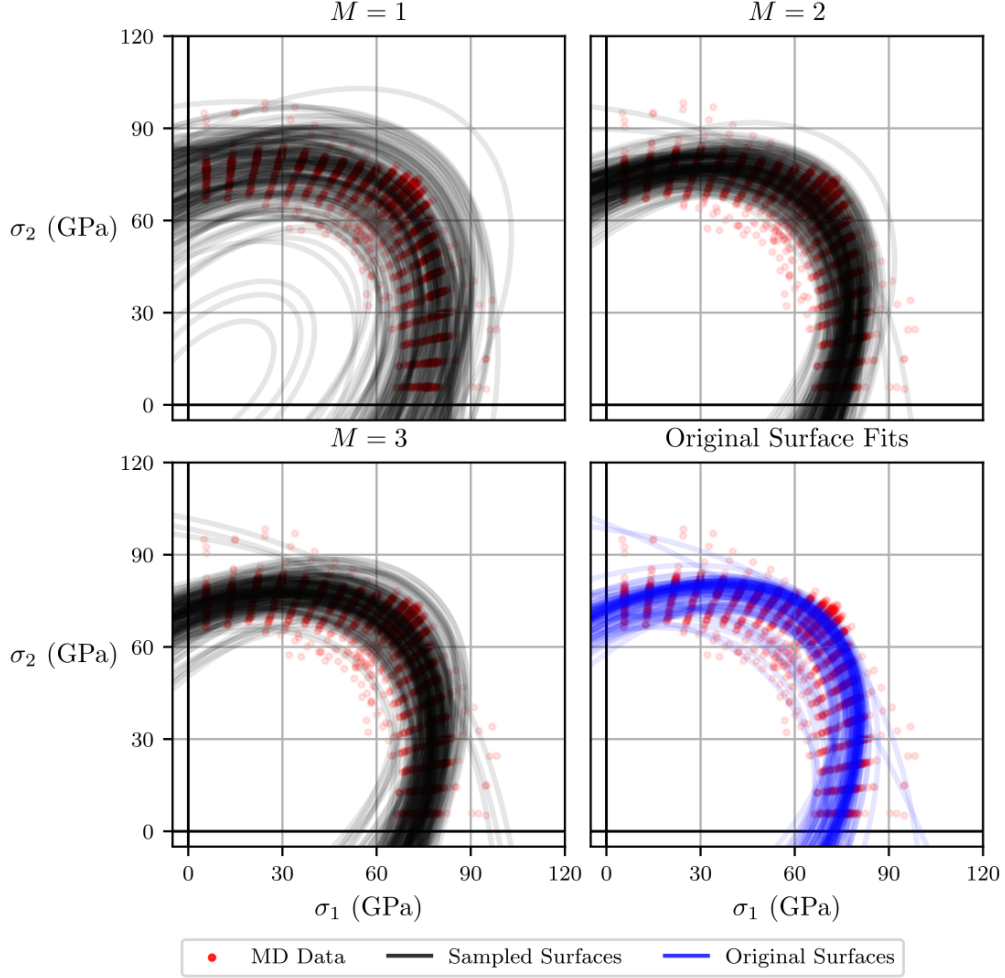 M = 1
M = 2
120
90
60
30
0
σ2 (GPa)
M = 3
Original Surface Fits
120
90
60
30
0
σ2 (GPa)
0 30 60 90 120
0 30 60 90 120
σ1 (GPa)
σ1 (GPa)
MD Data
Sampled Surfaces
Original Surfaces